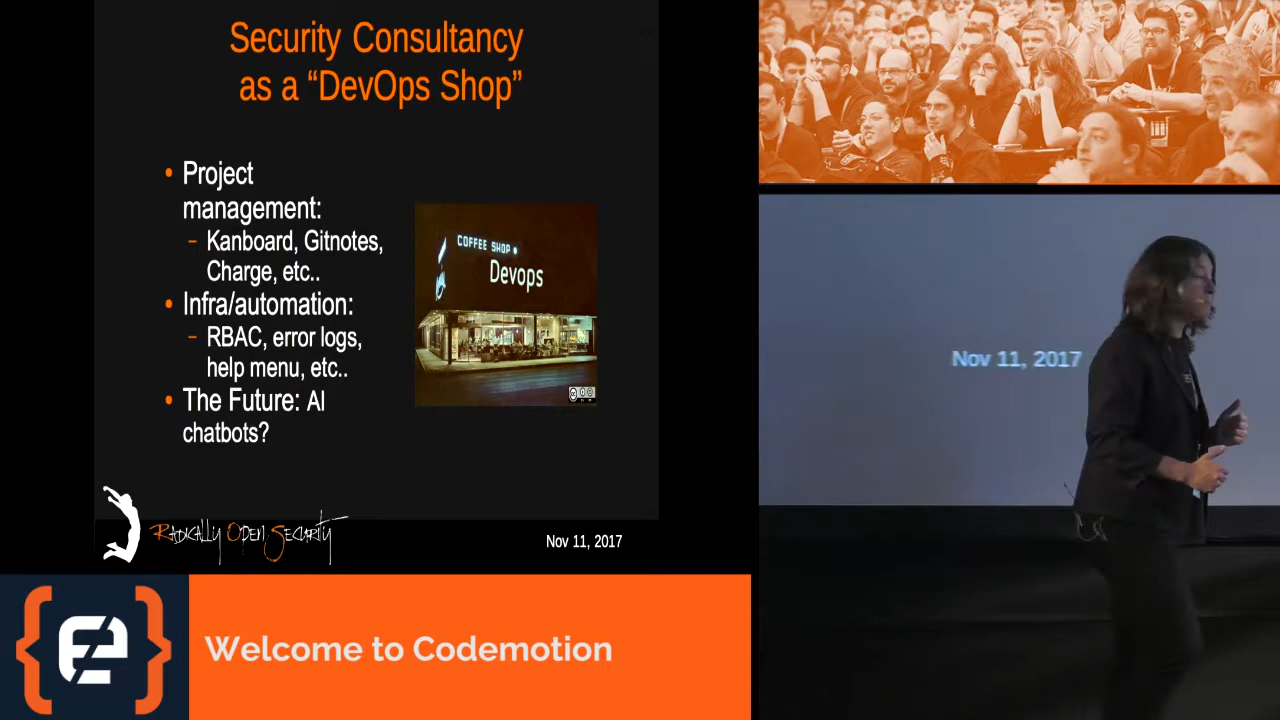 Security Consultancy
as a “DevOps Shop”
• Project
management:
– Kanboard, Gitnotes,
Charge, etc..
• Infra/automation:
– RBAC, error logs,
help menu, etc..
• The Future: AI
chatbots?
COFFEE SHOP
Devops
Radically Open Security
Nov 11, 2017
Nov 11, 2017
Welcome to Codemotion